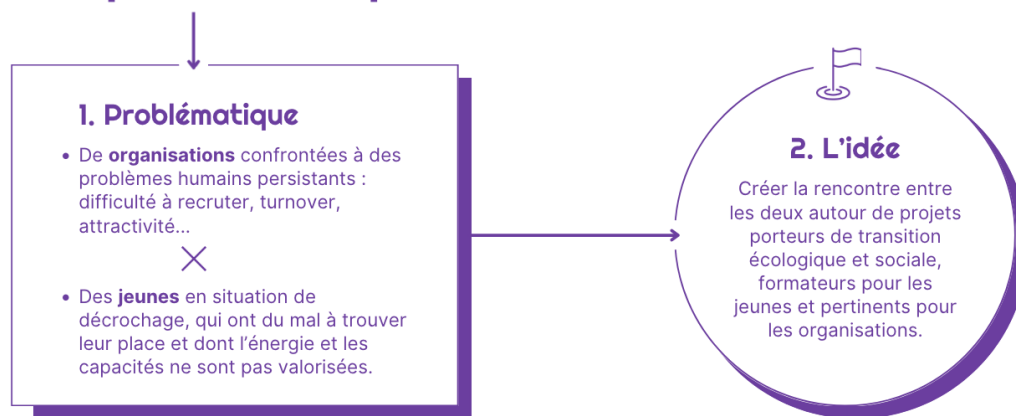 1. Problématique
• De organisations confrontées à des
problèmes humains persistants :
difficulté à recruter, turnover,
attractivité...
• Des jeunes en situation de
décrochage, qui ont du mal à trouver
leur place et dont l'énergie et les
capacités ne sont pas valorisées.
2. L'idée
Créer la rencontre entre
les deux autour de projets
porteurs de transition
écologique et sociale,
formateurs pour les
jeunes et pertinents pour
les organisations.